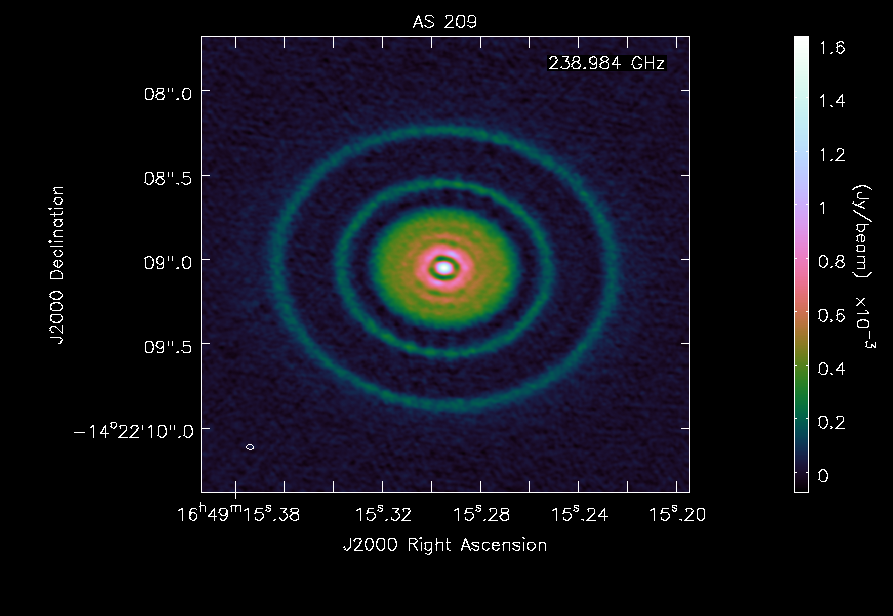 AS 209
238.984 GHz
08".0
08".5
09".0
09".5
-14°22'10".0
J2000 Declination
16ʰ49ᵐ15ˢ.38
15ˢ.32
15ˢ.28
15ˢ.24
15ˢ.20
J2000 Right Ascension
1.6
1.4
1.2
1
0.8
0.6
0.4
0.2
0
(Jy/beam) ×10⁻³